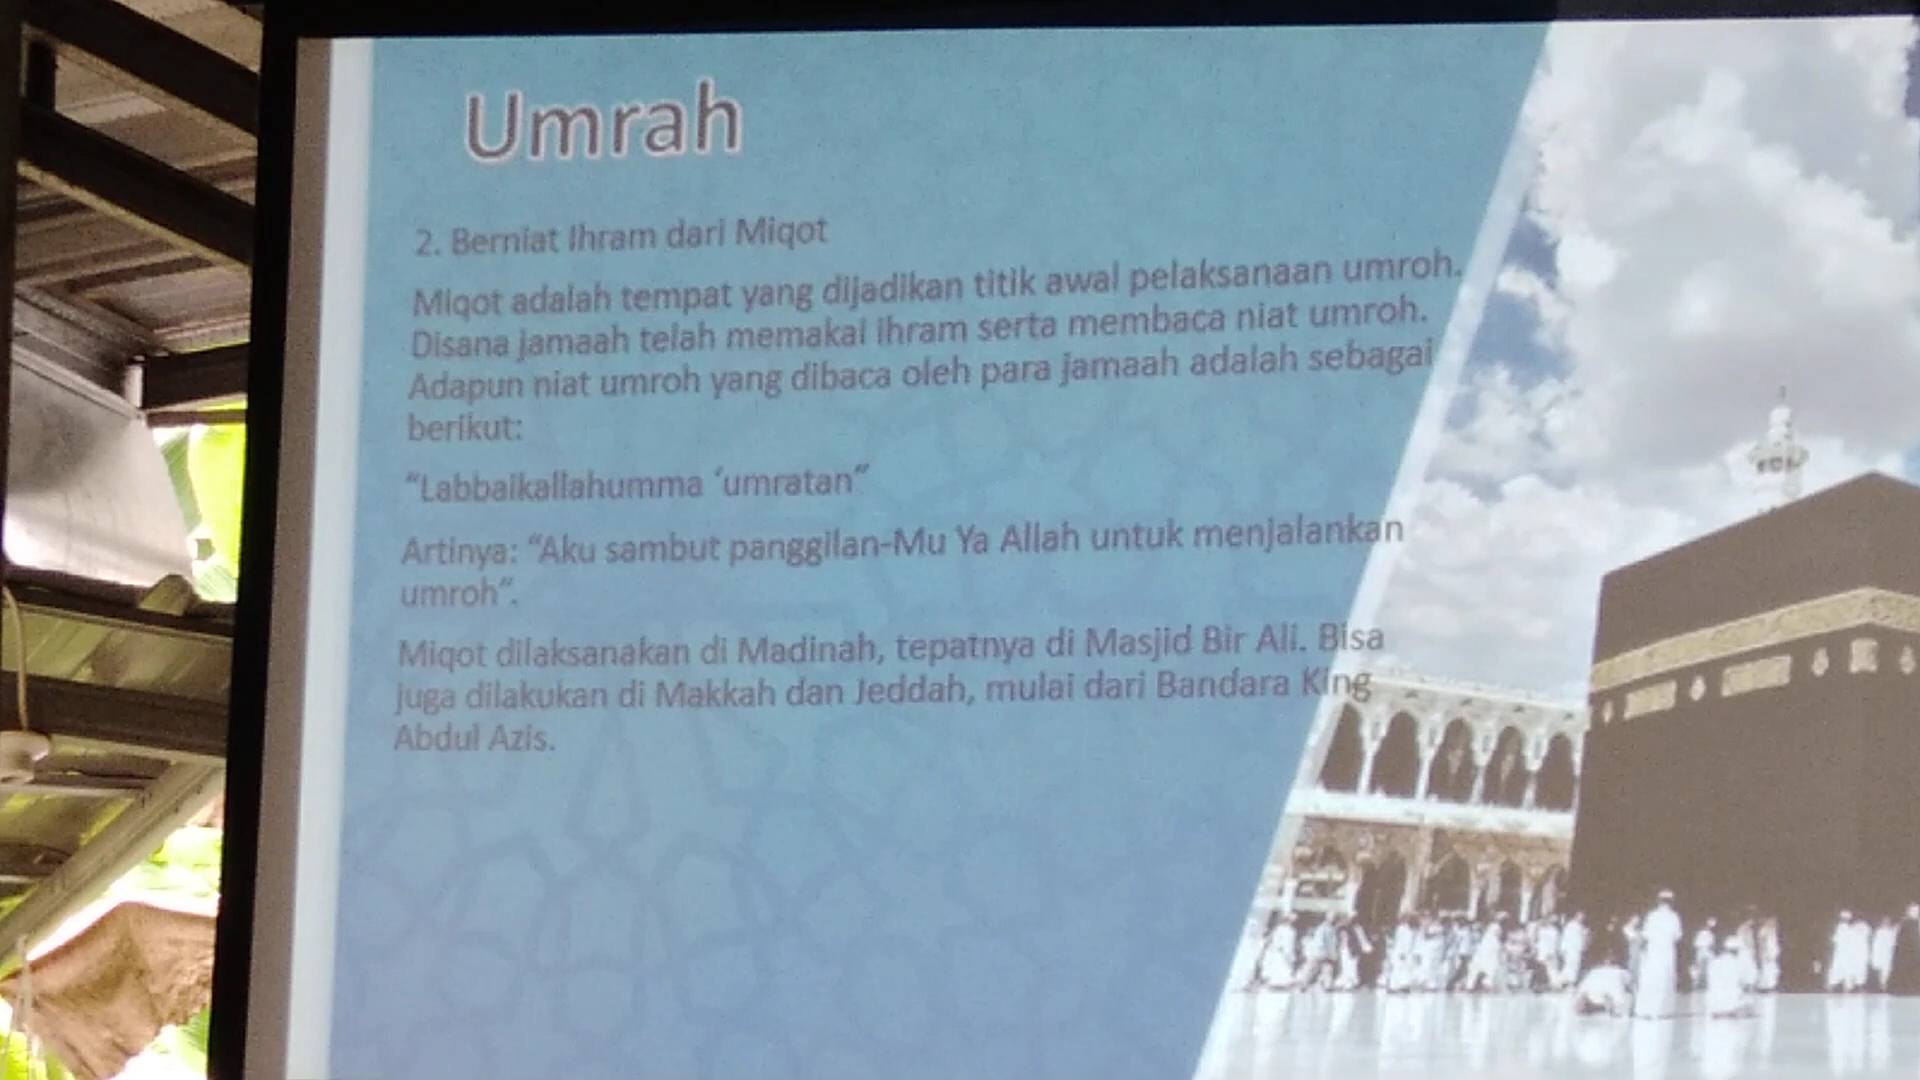 Umrah
2. Berniat Ihram dari Miqot
Miqot adalah tempat yang dijadikan titik awal pelaksanaan umroh.
Disana jamaah telah memakai ihram serta membaca niat umroh.
Adapun niat umroh yang dibaca oleh para jamaah adalah sebagai
berikut:
“Labbaikallahumma ‘umratan”
Artinya: “Aku sambut panggilan-Mu Ya Allah untuk menjalankan
umroh”.
Miqot dilaksanakan di Madinah, tepatnya di Masjid Bir Ali. Bisa
juga dilakukan di Makkah dan Jeddah, mulai dari Bandara King
Abdul Azis.